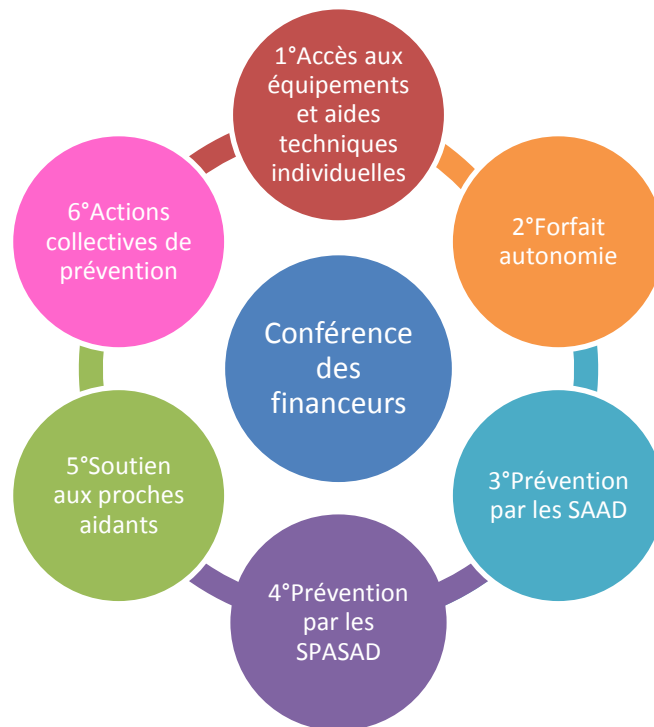 1°Accès aux
équipements
et aides
techniques
individuelles
2°Forfait
autonomie
3°Prévention
par les SAAD
4°Prévention
par les
SPASAD
5°Soutien
aux proches
aidants
6°Actions
collectives de
prévention
Conférence
des
financeurs